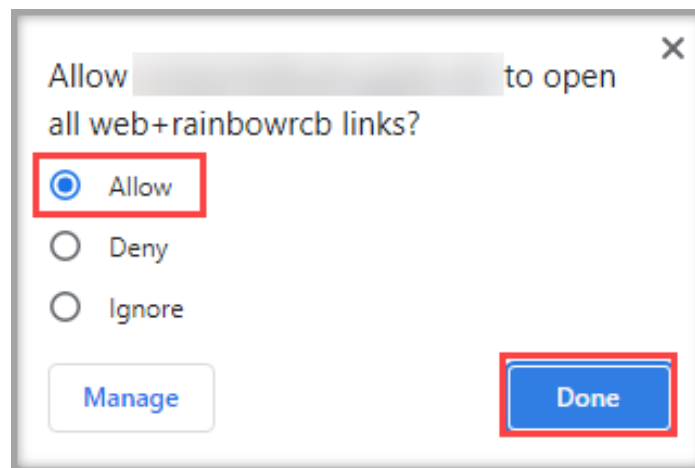 Allow to open
all web+rainbowrcb links?
Allow
Deny
Ignore
Manage
Done